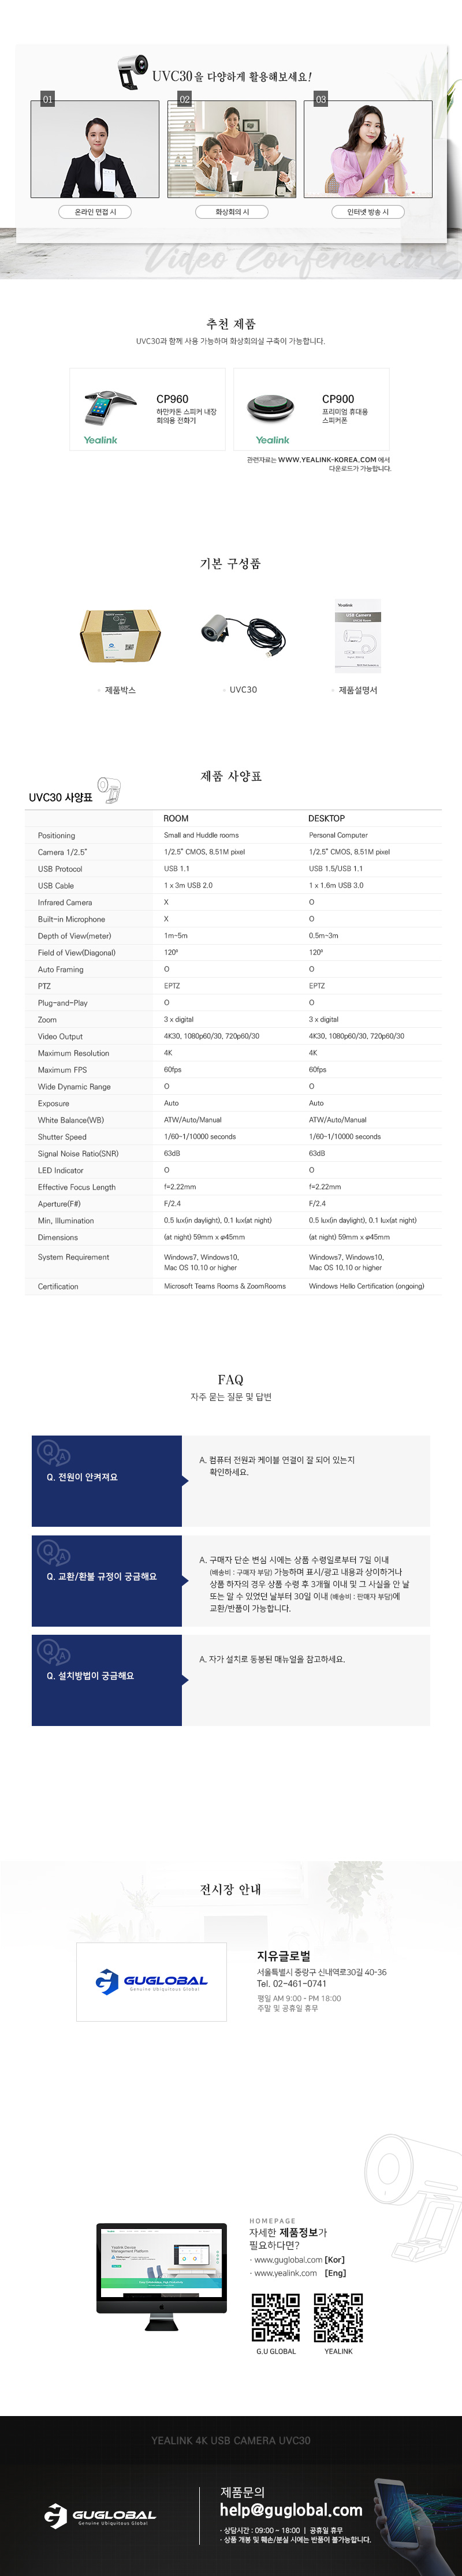 UVC30을 다양하게 활용해보세요!
01
02
03
온라인 면접 시
화상회의 시
인터넷 방송 시
Video Conferencing
추천 제품
UVC30과 함께 사용 가능하며 화상회의실 구축이 가능합니다.
CP960
하만카돈 스피커 내장
회의용 전화기
Yealink
CP900
프리미엄 휴대용
스피커폰
Yealink
관련자료는 WWW.YEALINK-KOREA.COM 에서
다운로드가 가능합니다.
기본 구성품
Yealink
USB Camera
제품박스
UVC30
제품설명서
제품 사양표
UVC30 사양표
ROOM DESKTOP
Positioning Small and Huddle rooms Personal Computer
Camera 1/2.5" 1/2.5" CMOS, 8.51M pixel 1/2.5" CMOS, 8.51M pixel
USB Protocol USB 1.1 USB 1.5/USB 1.1
USB Cable 1 x 3m USB 2.0 1 x 1.6m USB 3.0
Infrared Camera X O
Built-in Microphone X O
Depth of View(meter) 1m-5m 0.5m-3m
Field of View(Diagonal) 120° 120°
Auto Framing O O
PTZ EPTZ EPTZ
Plug-and-Play O O
Zoom 3 x digital 3 x digital
Video Output 4K30, 1080p60/30, 720p60/30 4K30, 1080p60/30, 720p60/30
Maximum Resolution 4K 4K
Maximum FPS 60fps 60fps
Wide Dynamic Range O O
Exposure Auto Auto
White Balance(WB) ATW/Auto/Manual ATW/Auto/Manual
Shutter Speed 1/60-1/10000 seconds 1/60-1/10000 seconds
Signal Noise Ratio(SNR) 63dB 63dB
LED Indicator O O
Effective Focus Length f=2.22mm f=2.22mm
Aperture(F#) F/2.4 F/2.4
Min. Illumination 0.5 lux(in daylight), 0.1 lux(at night) 0.5 lux(in daylight), 0.1 lux(at night)
Dimensions (at night) 59mm x φ45mm (at night) 59mm x φ45mm
System Requirement Windows7, Windows10, Windows7, Windows10,
Mac OS 10.10 or higher Mac OS 10.10 or higher
Certification Microsoft Teams Rooms & ZoomRooms Windows Hello Certification (ongoing)
FAQ
자주 묻는 질문 및 답변
Q A
Q. 전원이 안켜져요
A. 컴퓨터 전원과 케이블 연결이 잘 되어 있는지
확인하세요.
Q A
Q. 교환/환불 규정이 궁금해요
A. 구매자 단순 변심 시에는 상품 수령일로부터 7일 이내
(배송비 : 구매자 부담) 가능하며 표시/광고 내용과 상이하거나
상품 하자의 경우 상품 수령 후 3개월 이내 및 그 사실을 안 날
또는 알 수 있었던 날부터 30일 이내 (배송비 : 판매자 부담)에
교환/반품이 가능합니다.
Q A
Q. 설치방법이 궁금해요
A. 자가 설치로 동봉된 매뉴얼을 참고하세요.
전시장 안내
GUGLOBAL
Genuine Ubiquitous Global
지유글로벌
서울특별시 중랑구 신내역로30길 40-36
Tel. 02-461-0741
평일 AM 9:00 - PM 18:00
주말 및 공휴일 휴무
Yealink Device
Management Platform
HOMEPAGE
자세한 제품정보가
필요하다면?
· www.guglobal.com [Kor]
· www.yealink.com [Eng]
G.U GLOBAL
YEALINK
YEALINK 4K USB CAMERA UVC30
GUGLOBAL
Genuine Ubiquitous Global
제품문의
help@guglobal.com
· 상담시간 : 09:00 ~ 18:00 | 공휴일 휴무
· 상품 개봉 및 훼손/분실 시에는 반품이 불가능합니다.